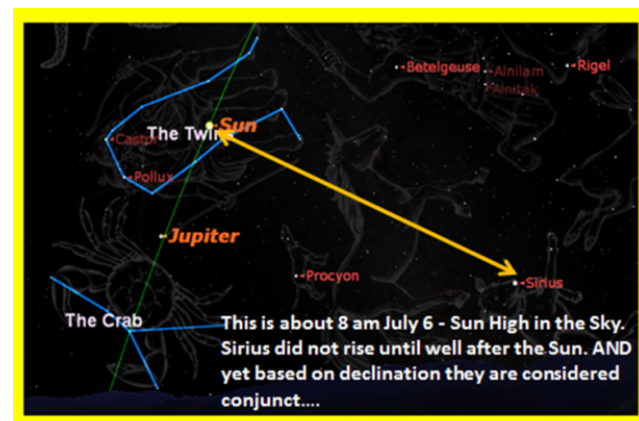 Betelgeuse
Alnilam
Rigel
Alnitak
Sun
The Twins
Castor
Pollux
Jupiter
Procyon
Sirius
The Crab
This is about 8 am July 6 - Sun High in the Sky.
Sirius did not rise until well after the Sun. AND
yet based on declination they are considered
conjunct....